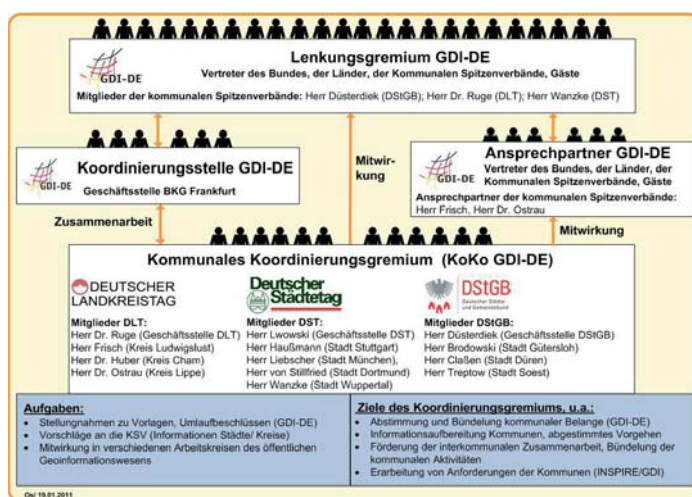 Lenkungsgremium GDI-DE
Vertreter des Bundes, der Länder, der Kommunalen Spitzenverbände, Gäste
GDI-DE
Mitglieder der kommunalen Spitzenverbände: Herr Düsterdiek (DStGB); Herr Dr. Ruge (DLT); Herr Wanzke (DST)
Koordinierungsstelle GDI-DE
GDI-DE
Geschäftsstelle BKG Frankfurt
Mitwir-
kung
Ansprechpartner GDI-DE
Vertreter des Bundes, der Länder, der
Kommunalen Spitzenverbände, Gäste
GDI-DE
Ansprechpartner der kommunalen Spitzenverbände:
Herr Frisch, Herr Dr. Ostrau
Zusammenarbeit
Mitwirkung
Kommunales Koordinierungsgremium (KoKo GDI-DE)
DEUTSCHER
LANDKREISTAG
Mitglieder DLT:
Herr Dr. Ruge (Geschäftsstelle DLT)
Herr Frisch (Kreis Ludwigslust)
Herr Dr. Huber (Kreis Cham)
Herr Dr. Ostrau (Kreis Lippe)
Deutscher
Städtetag
Mitglieder DST:
Herr Lwowski (Geschäftsstelle DST)
Herr Haußmann (Stadt Stuttgart)
Herr Liebscher (Stadt München),
Herr von Stillfried (Stadt Dortmund)
Herr Wanzke (Stadt Wuppertal)
DStGB
Deutscher Städte-
und Gemeindebund
Mitglieder DStGB:
Herr Düsterdiek (Geschäftsstelle DStGB)
Herr Brodowski (Stadt Gütersloh)
Herr Claßen (Stadt Düren)
Herr Treptow (Stadt Soest)
Aufgaben:
• Stellungnahmen zu Vorlagen, Umlaufbeschlüssen (GDI-DE)
• Vorschläge an die KSV (Informationen Städte/ Kreise)
• Mitwirkung in verschiedenen Arbeitskreisen des öffentlichen
Geoinformationswesens
Ziele des Koordinierungsgremiums, u.a.:
• Abstimmung und Bündelung kommunaler Belange (GDI-DE)
• Informationsaufbereitung Kommunen, abgestimmtes Vorgehen
• Förderung der interkommunalen Zusammenarbeit, Bündelung der
kommunalen Aktivitäten
• Erarbeitung von Anforderungen der Kommunen (INSPIRE/GDI)
Os/ 19.01.2011